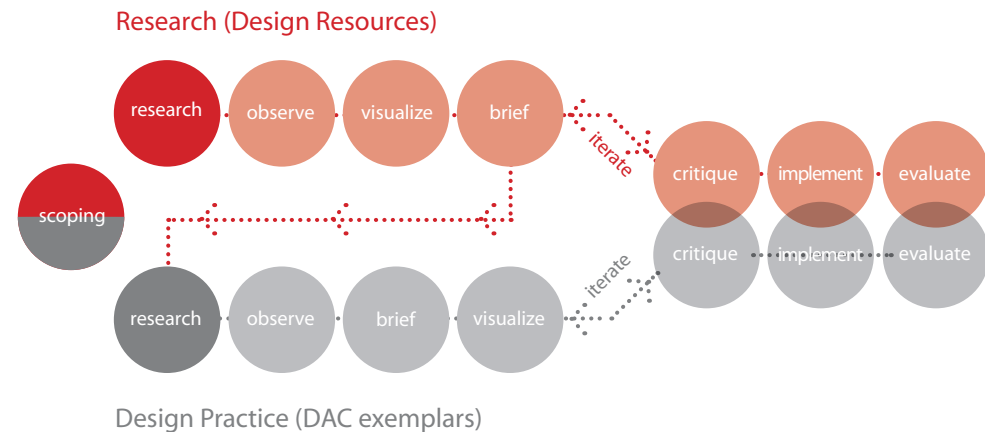 Research (Design Resources)
research observe visualize brief
iterate
critique implement evaluate
scoping
critique implement evaluate
iterate
research observe brief visualize
Design Practice (DAC exemplars)